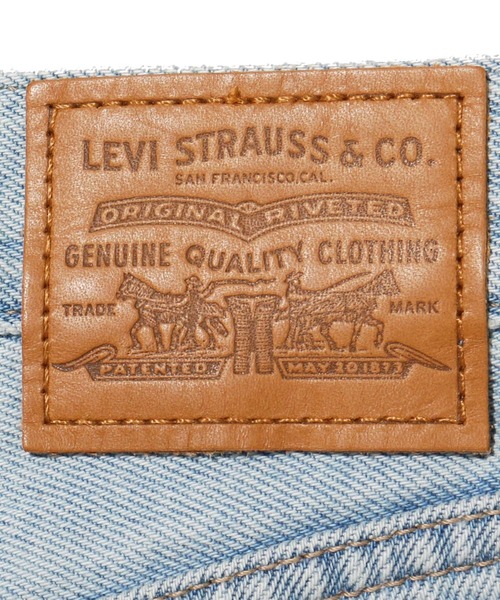 LEVI STRAUSS & CO.
SAN FRANCISCO, CAL.
ORIGINAL RIVETED
GENUINE QUALITY CLOTHING
TRADE MARK
PATENTED MAY 20 1873